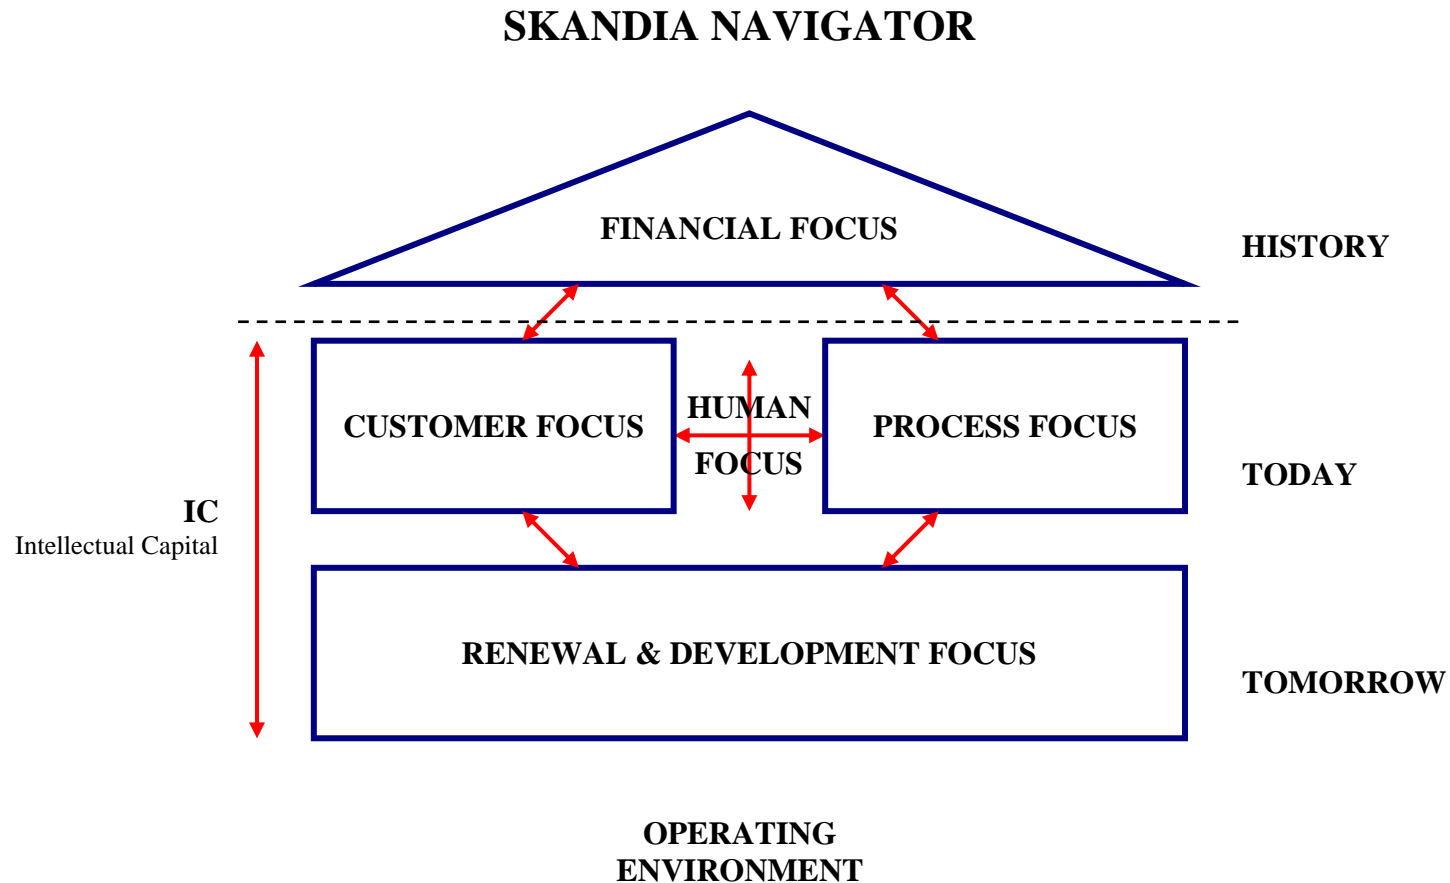 SKANDIA NAVIGATOR
FINANCIAL FOCUS
HISTORY
CUSTOMER FOCUS
HUMAN
FOCUS
PROCESS FOCUS
TODAY
IC
Intellectual Capital
RENEWAL & DEVELOPMENT FOCUS
TOMORROW
OPERATING
ENVIRONMENT